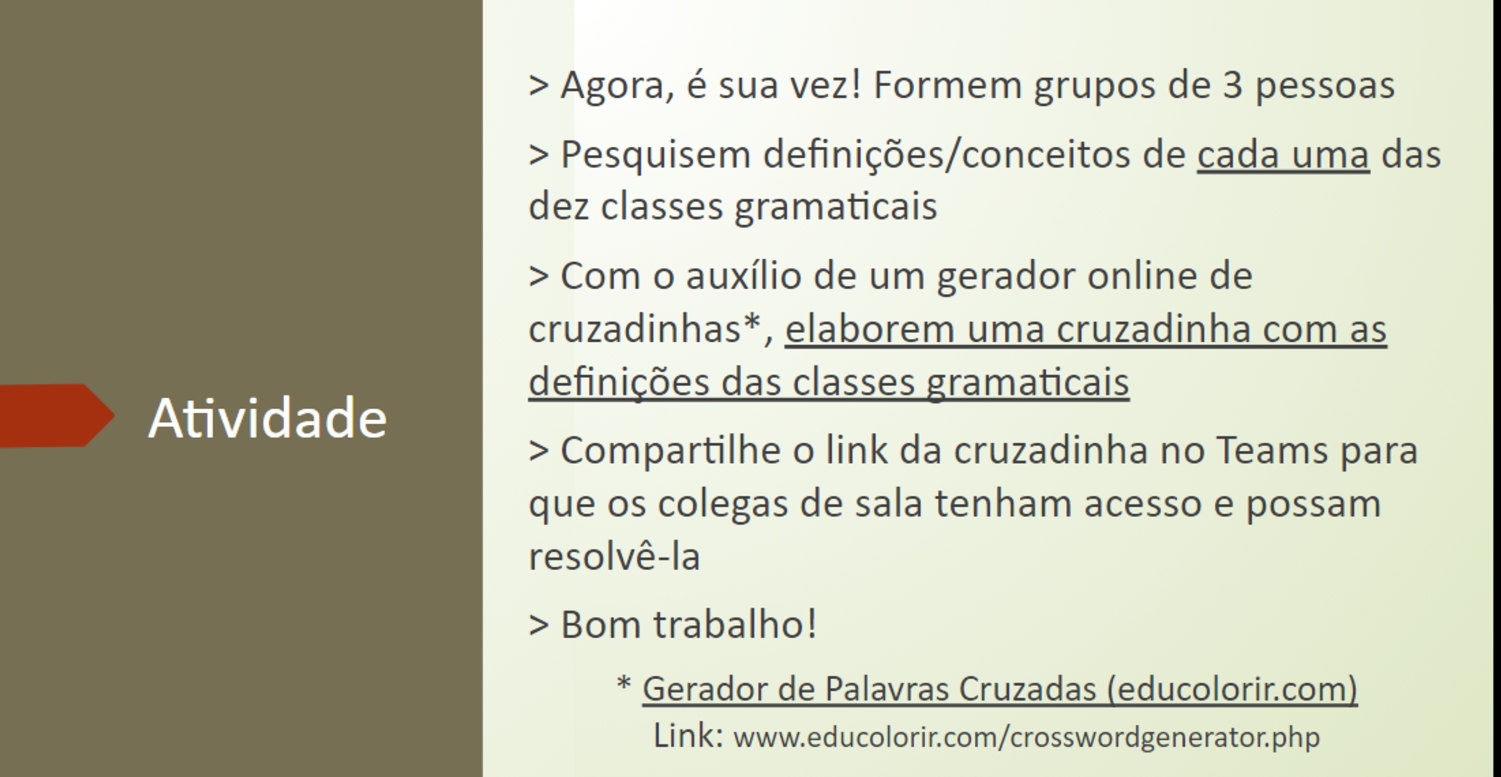 Atividade
> Agora, é sua vez! Formem grupos de 3 pessoas
> Pesquisem definições/conceitos de cada uma das
dez classes gramaticais
> Com o auxílio de um gerador online de
cruzadinhas*, elaborem uma cruzadinha com as
definições das classes gramaticais
> Compartilhe o link da cruzadinha no Teams para
que os colegas de sala tenham acesso e possam
resolvê-la
> Bom trabalho!
* Gerador de Palavras Cruzadas (educolorir.com)
Link: www.educolorir.com/crosswordgenerator.php